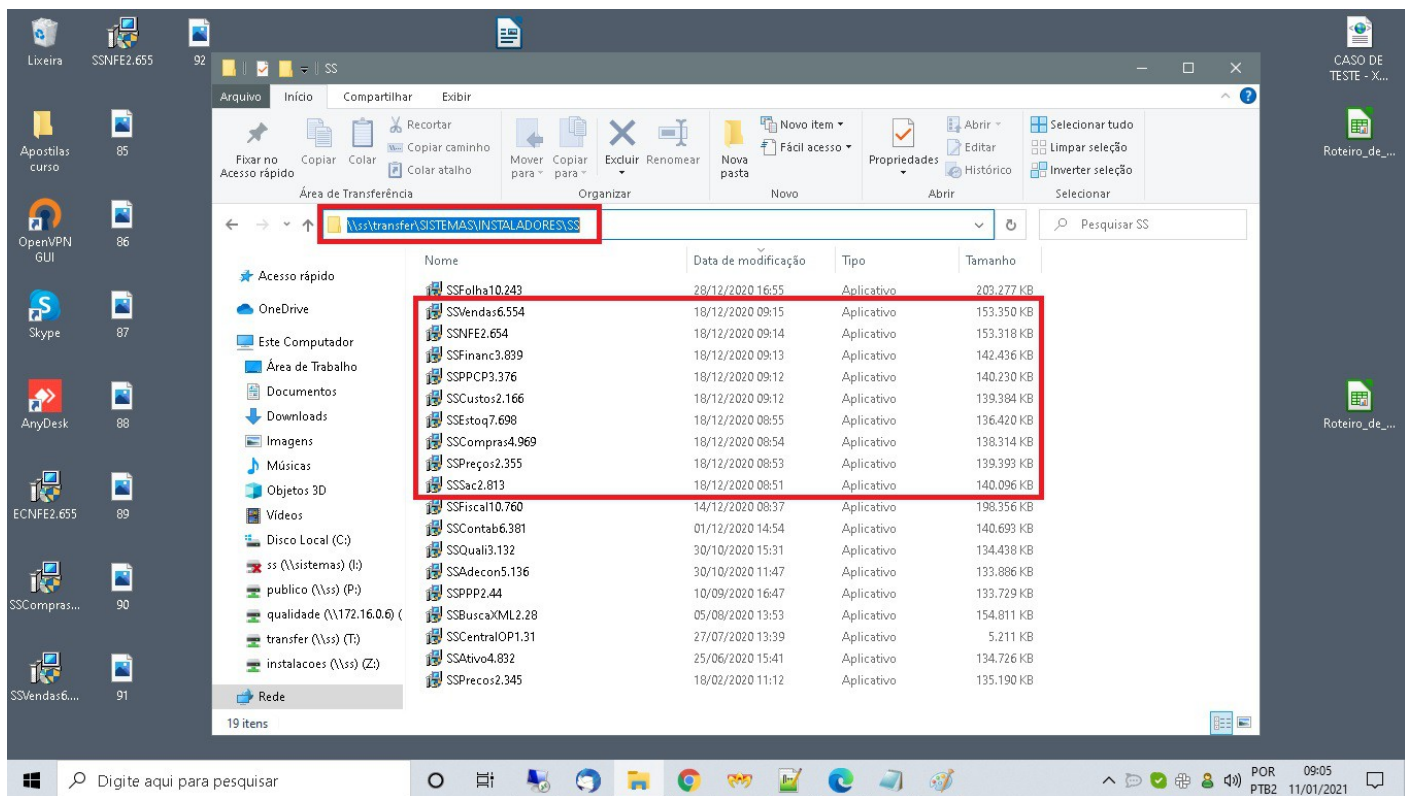 SS
Arquivo Início Compartilhar Exibir
Fixar no
Acesso rápido
Copiar
Colar
Recortar
Copiar caminho
Colar atalho
Área de Transferência
Mover
para
Copiar
para
Excluir
Renomear
Organizar
Nova
pasta
Novo item
Fácil acesso
Novo
Propriedades
Abrir
Editar
Histórico
Abrir
Selecionar tudo
Limpar seleção
Inverter seleção
Selecionar
\\ss\transfer\SISTEMAS\INSTALADORES\SS
Pesquisar SS
Acesso rápido
OneDrive
Este Computador
Área de Trabalho
Documentos
Downloads
Imagens
Músicas
Objetos 3D
Vídeos
Disco Local (C:)
ss (\\sistemas) (I:)
publico (\\ss) (P:)
qualidade (\\172.16.0.6) (
transfer (\\ss) (T:)
instalacoes (\\ss) (Z:)
Rede
Nome Data de modificação Tipo Tamanho
SSFolha10.243 28/12/2020 16:55 Aplicativo 203.277 KB
SSVendas6.554 18/12/2020 09:15 Aplicativo 153.350 KB
SSNFE2.654 18/12/2020 09:14 Aplicativo 153.318 KB
SSFinanc3.839 18/12/2020 09:13 Aplicativo 142.436 KB
SSPPCP3.376 18/12/2020 09:12 Aplicativo 140.230 KB
SSCustos2.166 18/12/2020 09:12 Aplicativo 139.384 KB
SSEstoq7.698 18/12/2020 08:55 Aplicativo 136.420 KB
SSCompras4.969 18/12/2020 08:54 Aplicativo 138.314 KB
SSPreços2.355 18/12/2020 08:53 Aplicativo 139.393 KB
SSSac2.813 18/12/2020 08:51 Aplicativo 140.096 KB
SSFiscal10.760 14/12/2020 08:37 Aplicativo 198.356 KB
SSContab6.381 01/12/2020 14:54 Aplicativo 140.693 KB
SSQuali3.132 30/10/2020 15:31 Aplicativo 134.438 KB
SSAdecon5.136 30/10/2020 11:47 Aplicativo 133.886 KB
SSPPP2.44 10/09/2020 16:47 Aplicativo 133.729 KB
SSBuscaXML2.28 05/08/2020 13:53 Aplicativo 154.811 KB
SSCentralOP1.31 27/07/2020 13:39 Aplicativo 5.211 KB
SSAtivo4.832 25/06/2020 15:41 Aplicativo 134.726 KB
SSPrecos2.345 18/02/2020 11:12 Aplicativo 135.190 KB
19 itens
Lixeira
SSNFE2.655
92
Apostilas
curso
85
OpenVPN
GUI
86
Skype
87
AnyDesk
88
ECNFE2.655
89
SSCompras...
90
SSVendas6....
91
CASO DE
TESTE - X...
Roteiro_de_...
Roteiro_de_...
Digite aqui para pesquisar
POR
PTB2
09:05
11/01/2021